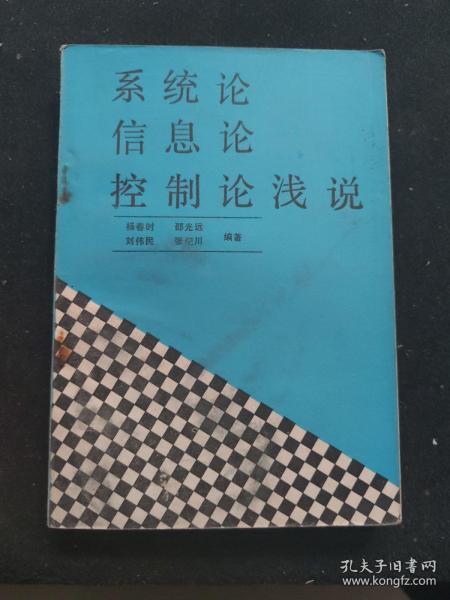 系统论
信息论
控制论浅说
杨春时 邵光远
刘伟民 张纪川 编著
孔夫子旧书网
www.kongfz.com